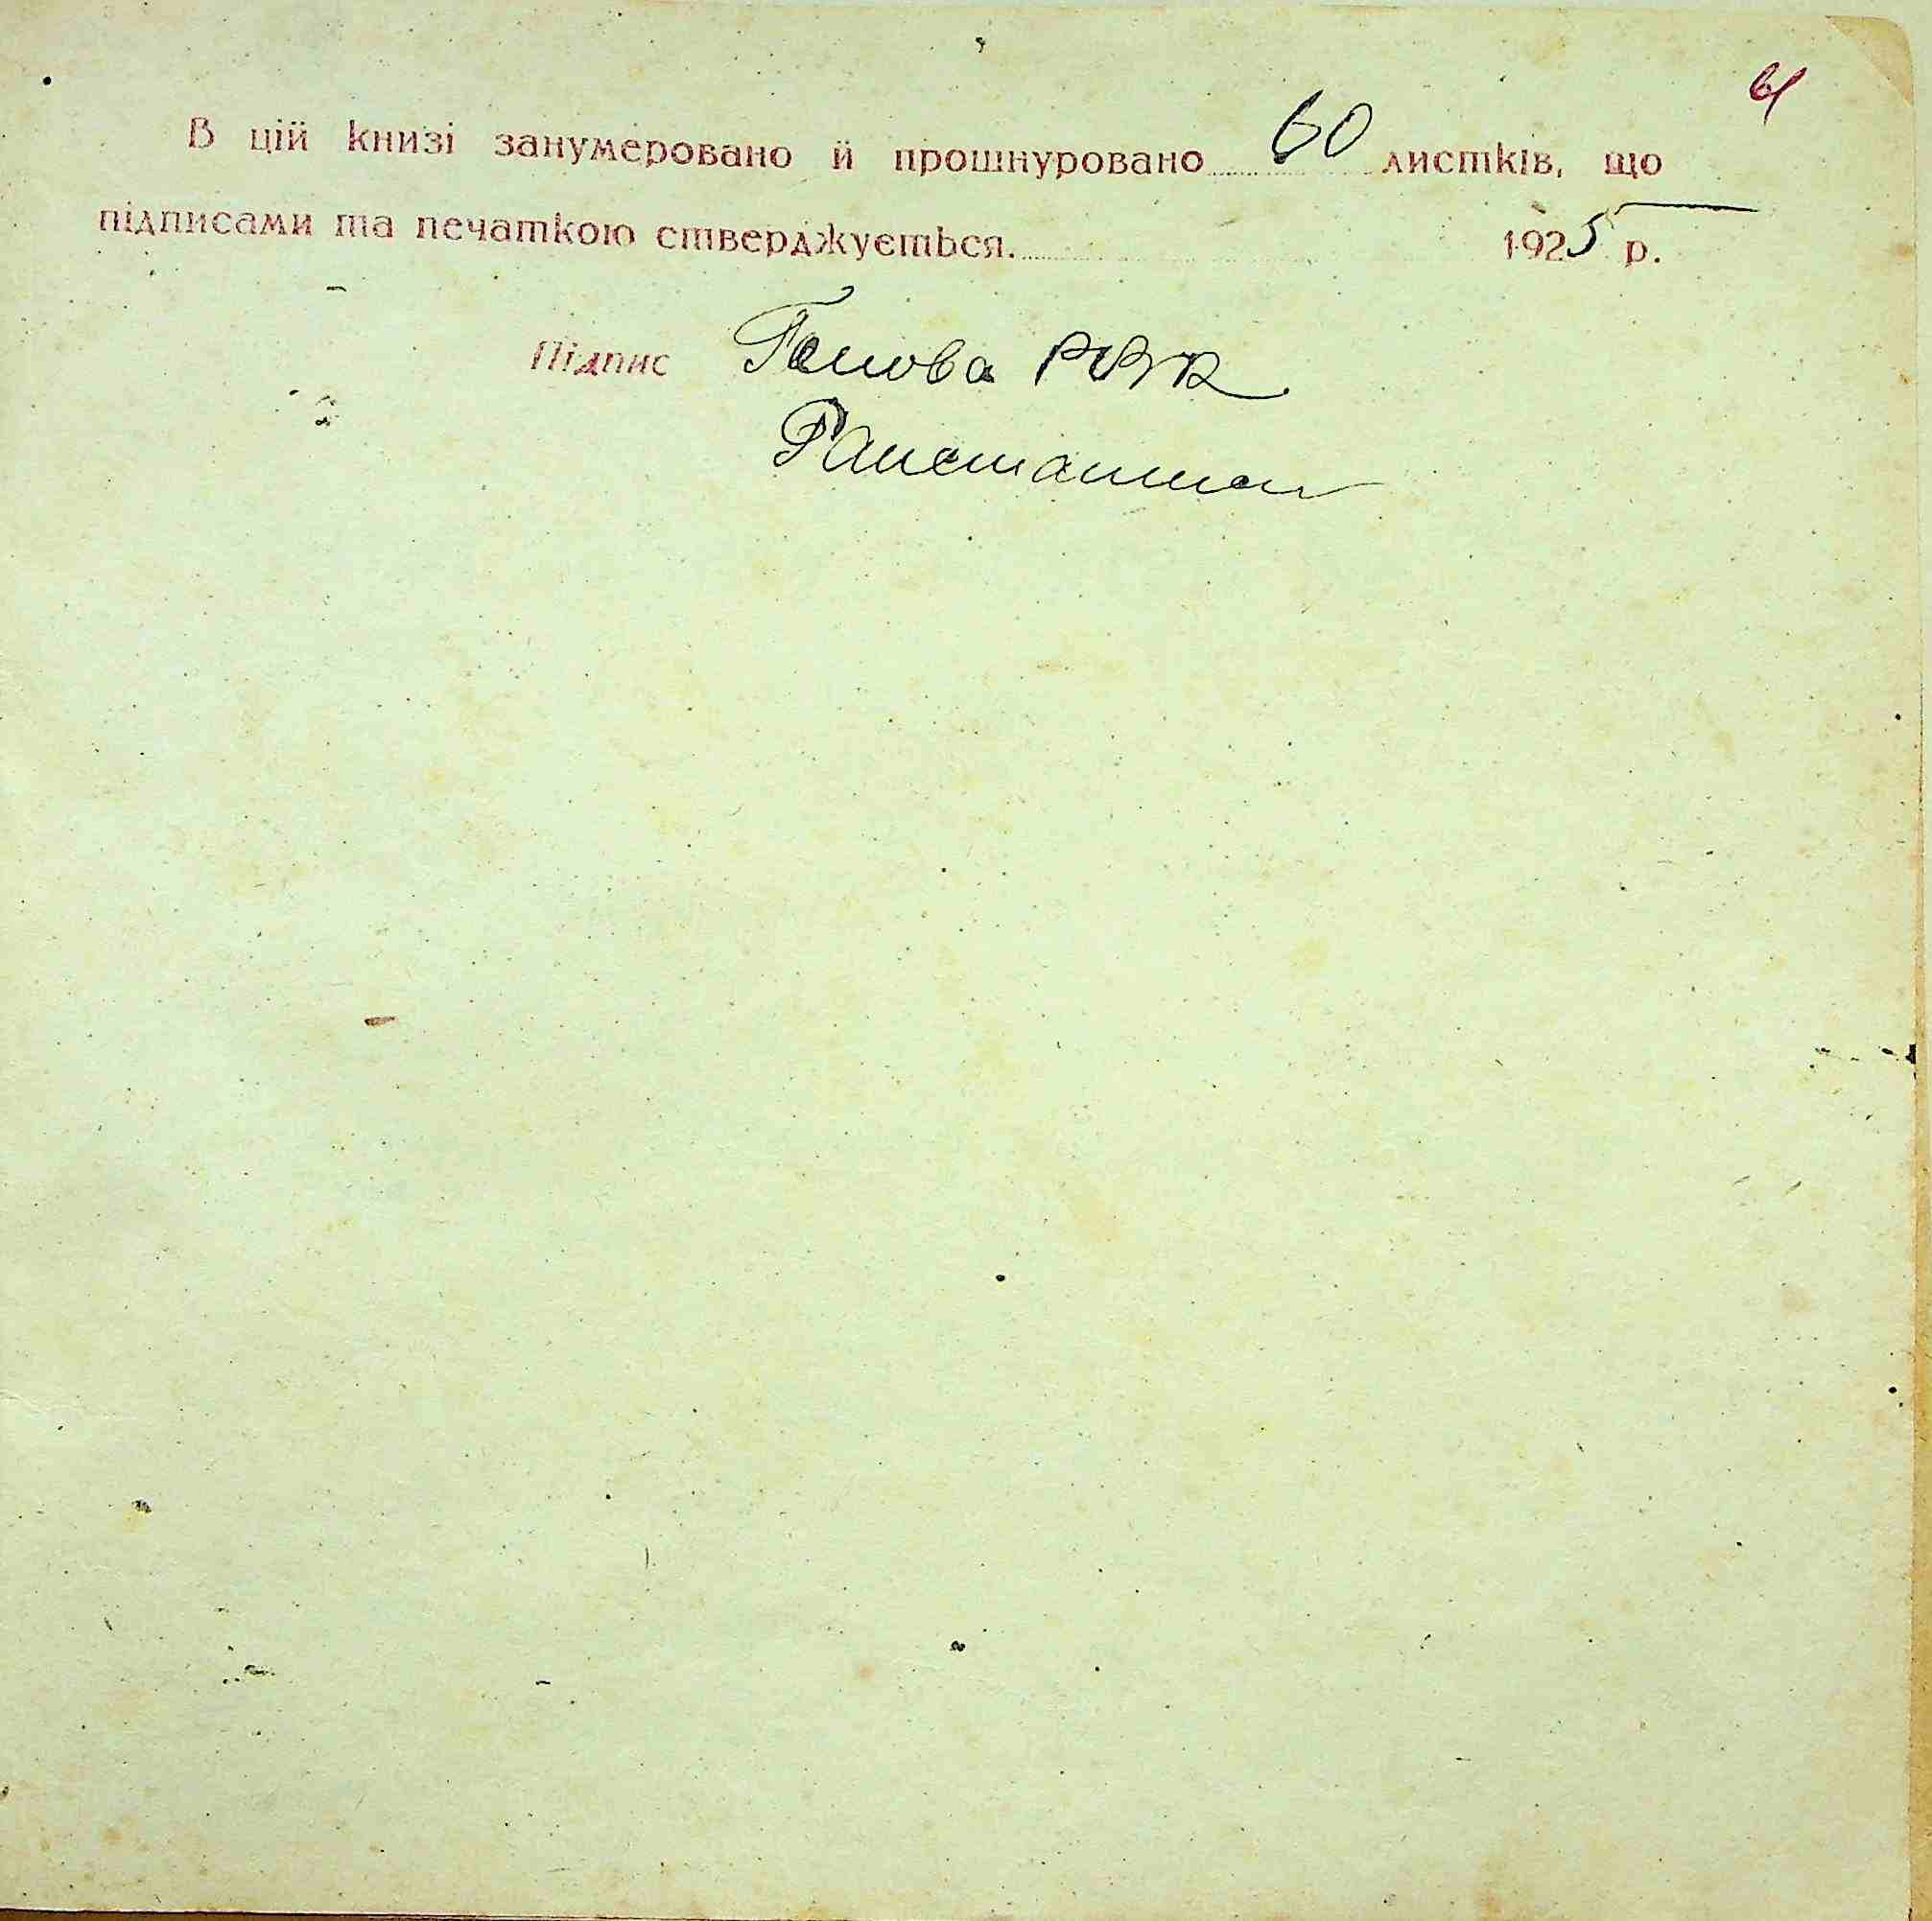 61
В цій книзі занумеровано й прошнуровано 60 листків, що
підписами та печаткою стверджується. 1925 р.
Підпис Голова РВК